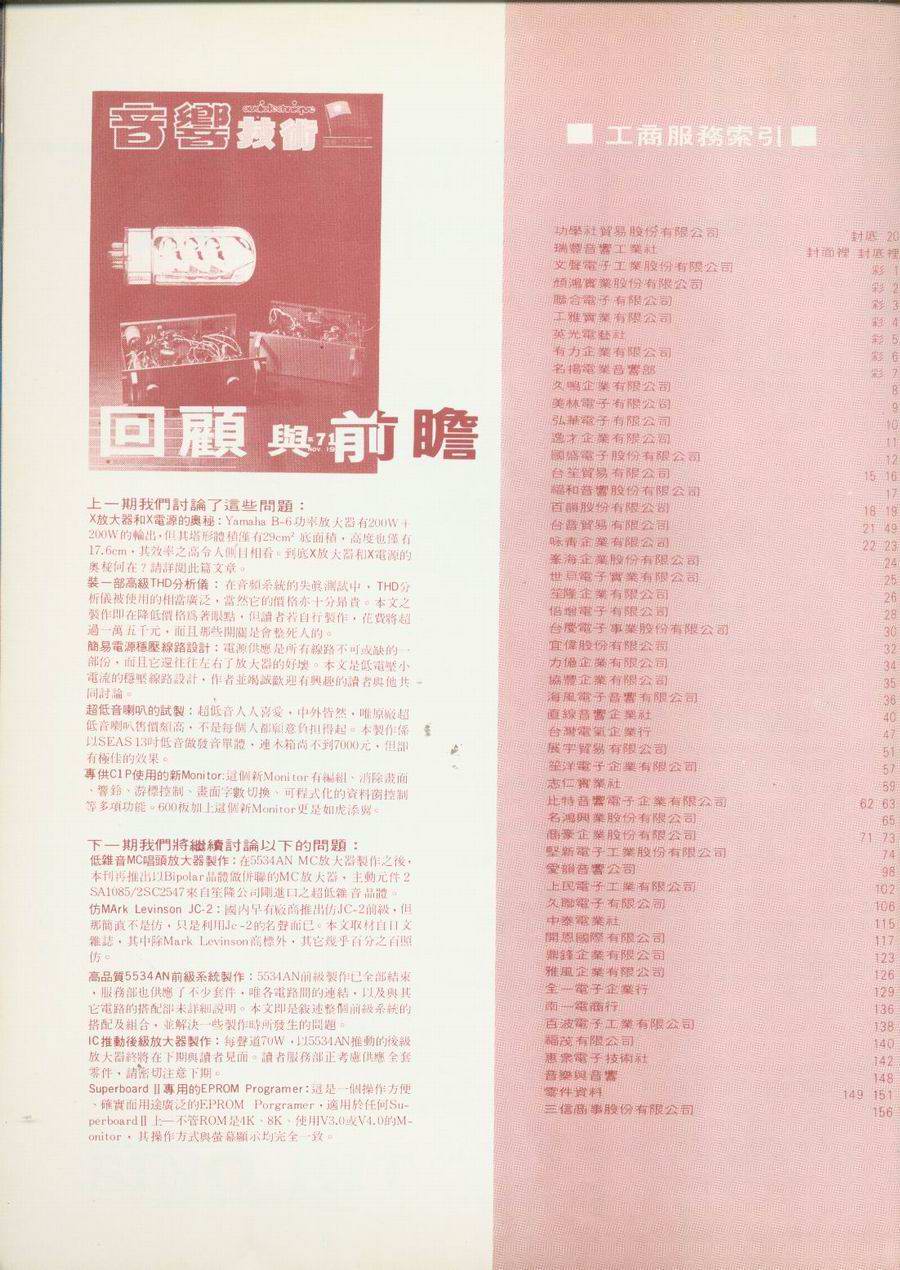 音響技術
audiotechnique
回顧與前瞻
上一期我們討論了這些問題：
X放大器和X電源的奧秘：Yamaha B-6功率放大有200W＋
200W的輸出，但其塔形體積僅有29cm² 底面積，高度也僅有
17.6cm，其效率之高令人側目相看。到底X放大器和X電源的
奧秘何在？請詳閱此篇文章。
裝一部高級THD分析儀：在音頻系統的失眞測試中，THD分
析儀被使用的相當廣泛，當然它的價格亦十分昻貴。本文之
製作即在降低價格爲著眼點，但讀者若自行製作，花費將超
過一萬五千元，而且那些開關是會整死人的。
簡易電源穩壓線路設計：電源供應是所有線路不可或缺的一
部份，而且它還往往左右了放大器的好壞。本文是低電壓小
電流的穩壓線路設計，作者並竭誠歡迎有興趣的讀者與他共
同討論。
超低音喇叭的試製：超低音人人喜愛，中外皆然，唯原廠超
低音喇叭售價頗高，不是每個人都願意負担得起。本製作係
以SEAS 13吋低音做發音單體，連木箱尚不到7000元，但卻
有極佳的效果。
專供C1P使用的新Monitor：這個新Monitor有編組、消除畫面
、響鈴、游標控制、畫面字數切換、可程式化的資料窗控制
等多項功能。600板加上這個新Monitor更是如虎添翼。
下一期我們將繼續討論以下的問題：
低雜音MC唱頭放大器製作：在5534AN MC放大器製作之後，
本刊再推出以Bipolar晶體做併聯的MC放大器，主動元件2
SA1085/2SC2547來自笙隆公司剛進口之超低雜音晶體。
仿MArk Levinson JC-2：國內早有廠商推出仿JC-2前級，但
那簡直不是仿，只是利用Jc-2的名聲而已。本文取材自日文
雜誌，其中除Mark Levinson商標外，其它幾乎百分之百照
仿。
高品質5534AN前級系統製作：5534AN前級製作已全部結束
，服務部也供應了不少套件，唯各電路間的連結，以及與其
它電路的搭配卻未詳細說明。本文即是敍述整個前級系統的
搭配及組合，並解決一些製作時所發生的問題。
IC推動後級放大器製作：每聲道70W，以5534AN推動的後級
放大器終將在下期與讀者見面。讀者服務部正考慮供應全套
零件，請密切注意下期。
Superboard Ⅱ專用的EPROM Programer：這是一個操作方便
、確實而用途廣泛的EPROM Porgramer，適用於任何Su-
perboardⅡ上—不管ROM是4K、8K、使用V3.0或V4.0的M-
onitor，其操作方式與螢幕顯示均完全一致。
■ 工商服務索引 ■
功學社貿易股份有限公司 封底 20
瑞豐音響工業社 封面裡 封底裡
文聲電子工業股份有限公司 彩 1
頎鴻實業股份有限公司 彩 2
聯合電子有限公司 彩 3
工雅實業有限公司 彩 4
英光電藝社 彩 5
有力企業有限公司 彩 6
名揚電業音響部 彩 7
久鳴企業有限公司 8
美林電子有限公司 9
弘華電子有限公司 10
逸才企業有限公司 11
國盛電子股份有限公司 12
台笙貿易有限公司 15 16
福和音響股份有限公司 17
百韻股份有限公司 18 19
台音貿易有限公司 21 49
咏青企業有限公司 22 23
峯海企業股份有限公司 24
世貝電子實業有限公司 25
笙隆企業有限公司 26
倍增電子有限公司 28
台慶電子事業股份有限公司 30
宜偉股份有限公司 32
力億企業有限公司 34
協豐企業有限公司 35
海風電子音響有限公司 36
直線音響企業社 40
台灣電氣企業行 47
展宇貿易有限公司 51
笙洋電子企業有限公司 57
志仁實業社 59
比特音響電子企業有限公司 62 63
名鴻興業股份有限公司 65
商豪企業股份有限公司 71 73
堅新電子工業股份有限公司 74
愛韻音響公司 98
上民電子工業有限公司 102
久聯電子有限公司 106
中泰電業社 115
開恩國際有限公司 117
鼎鋒企業有限公司 123
雅風企業有限公司 126
全一電子企業行 129
南一電商行 136
百波電子工業有限公司 138
福茂有限公司 140
惠衆電子技術社 142
音樂與音響 148
零件資料 149 151
三信商事股份有限公司 156